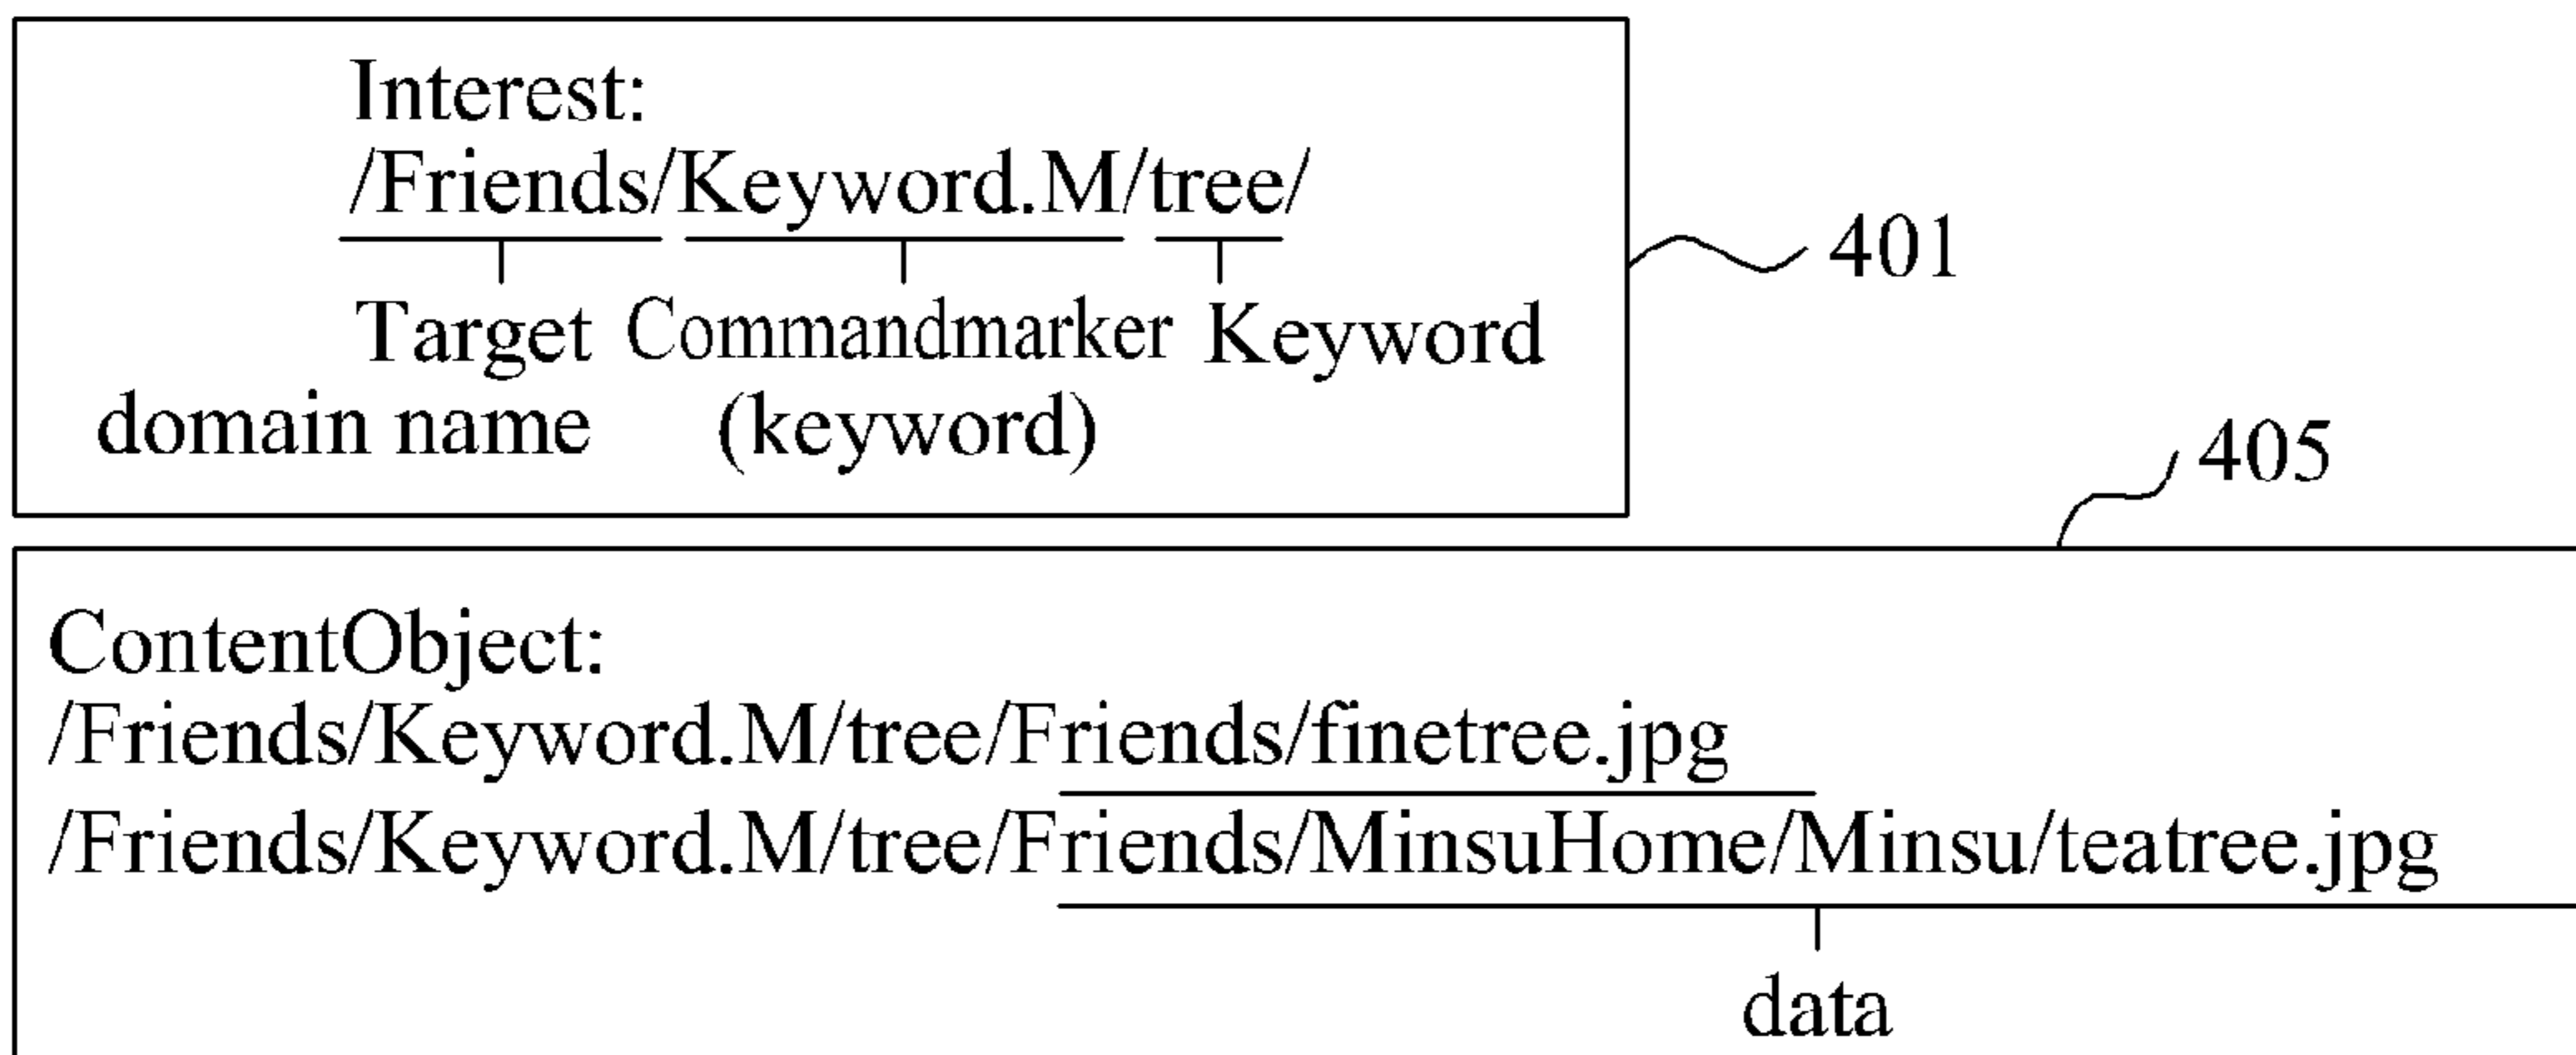 Interest:
/Friends/Keyword.M/tree/
Target Commandmarker Keyword
domain name (keyword)
401
405
ContentObject:
/Friends/Keyword.M/tree/Friends/finetree.jpg
/Friends/Keyword.M/tree/Friends/MinsuHome/Minsu/teatree.jpg
data